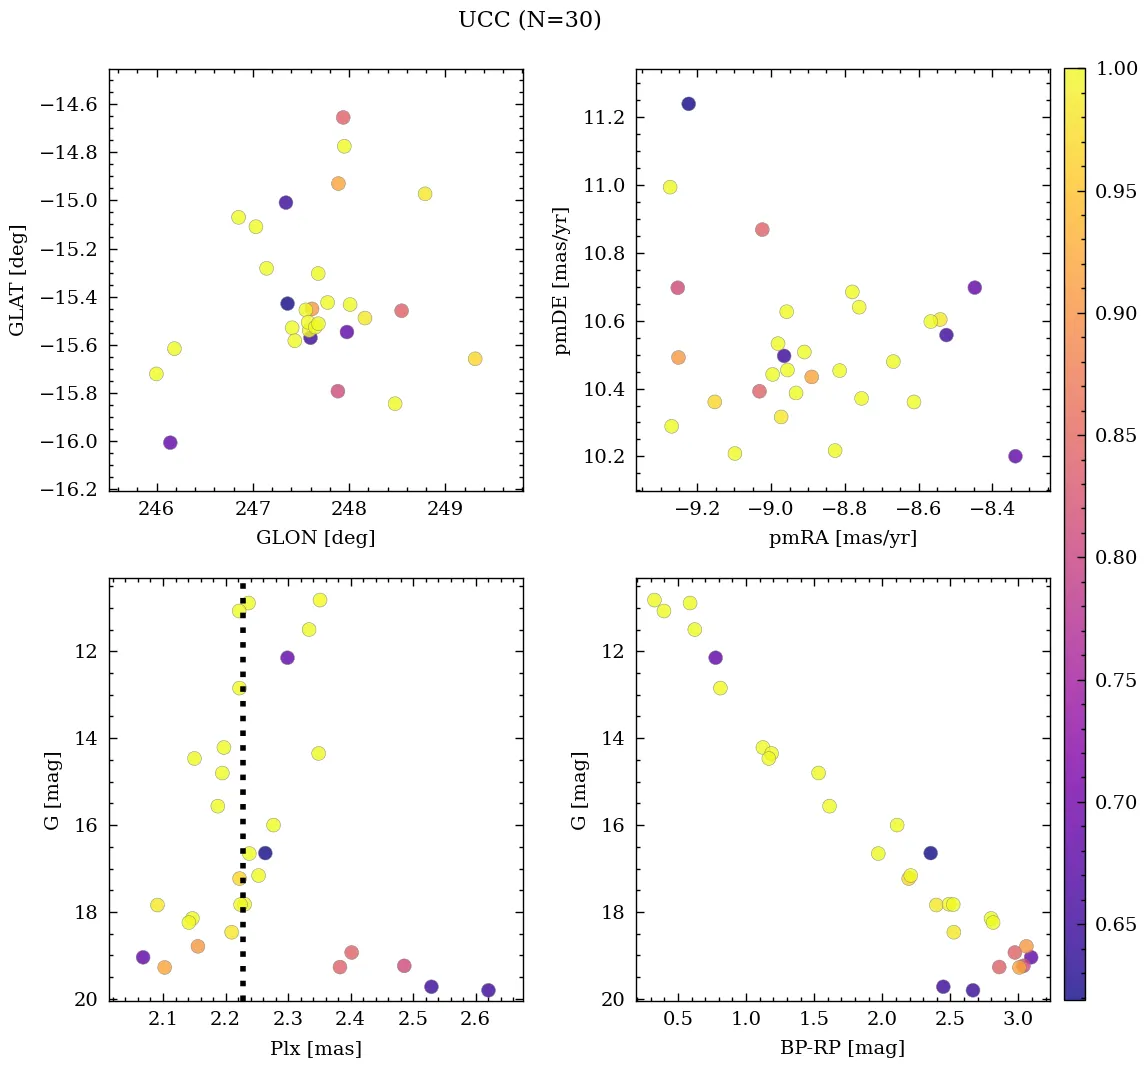 UCC (N=30)
−14.6
−14.8
−15.0
−15.2
−15.4
−15.6
−15.8
−16.0
−16.2
GLAT [deg]
246 247 248 249
GLON [deg]
11.2
11.0
10.8
10.6
10.4
10.2
pmDE [mas/yr]
−9.2 −9.0 −8.8 −8.6 −8.4
pmRA [mas/yr]
12
14
16
18
20
G [mag]
2.1 2.2 2.3 2.4 2.5 2.6
Plx [mas]
12
14
16
18
20
G [mag]
0.5 1.0 1.5 2.0 2.5 3.0
BP-RP [mag]
1.00
0.95
0.90
0.85
0.80
0.75
0.70
0.65